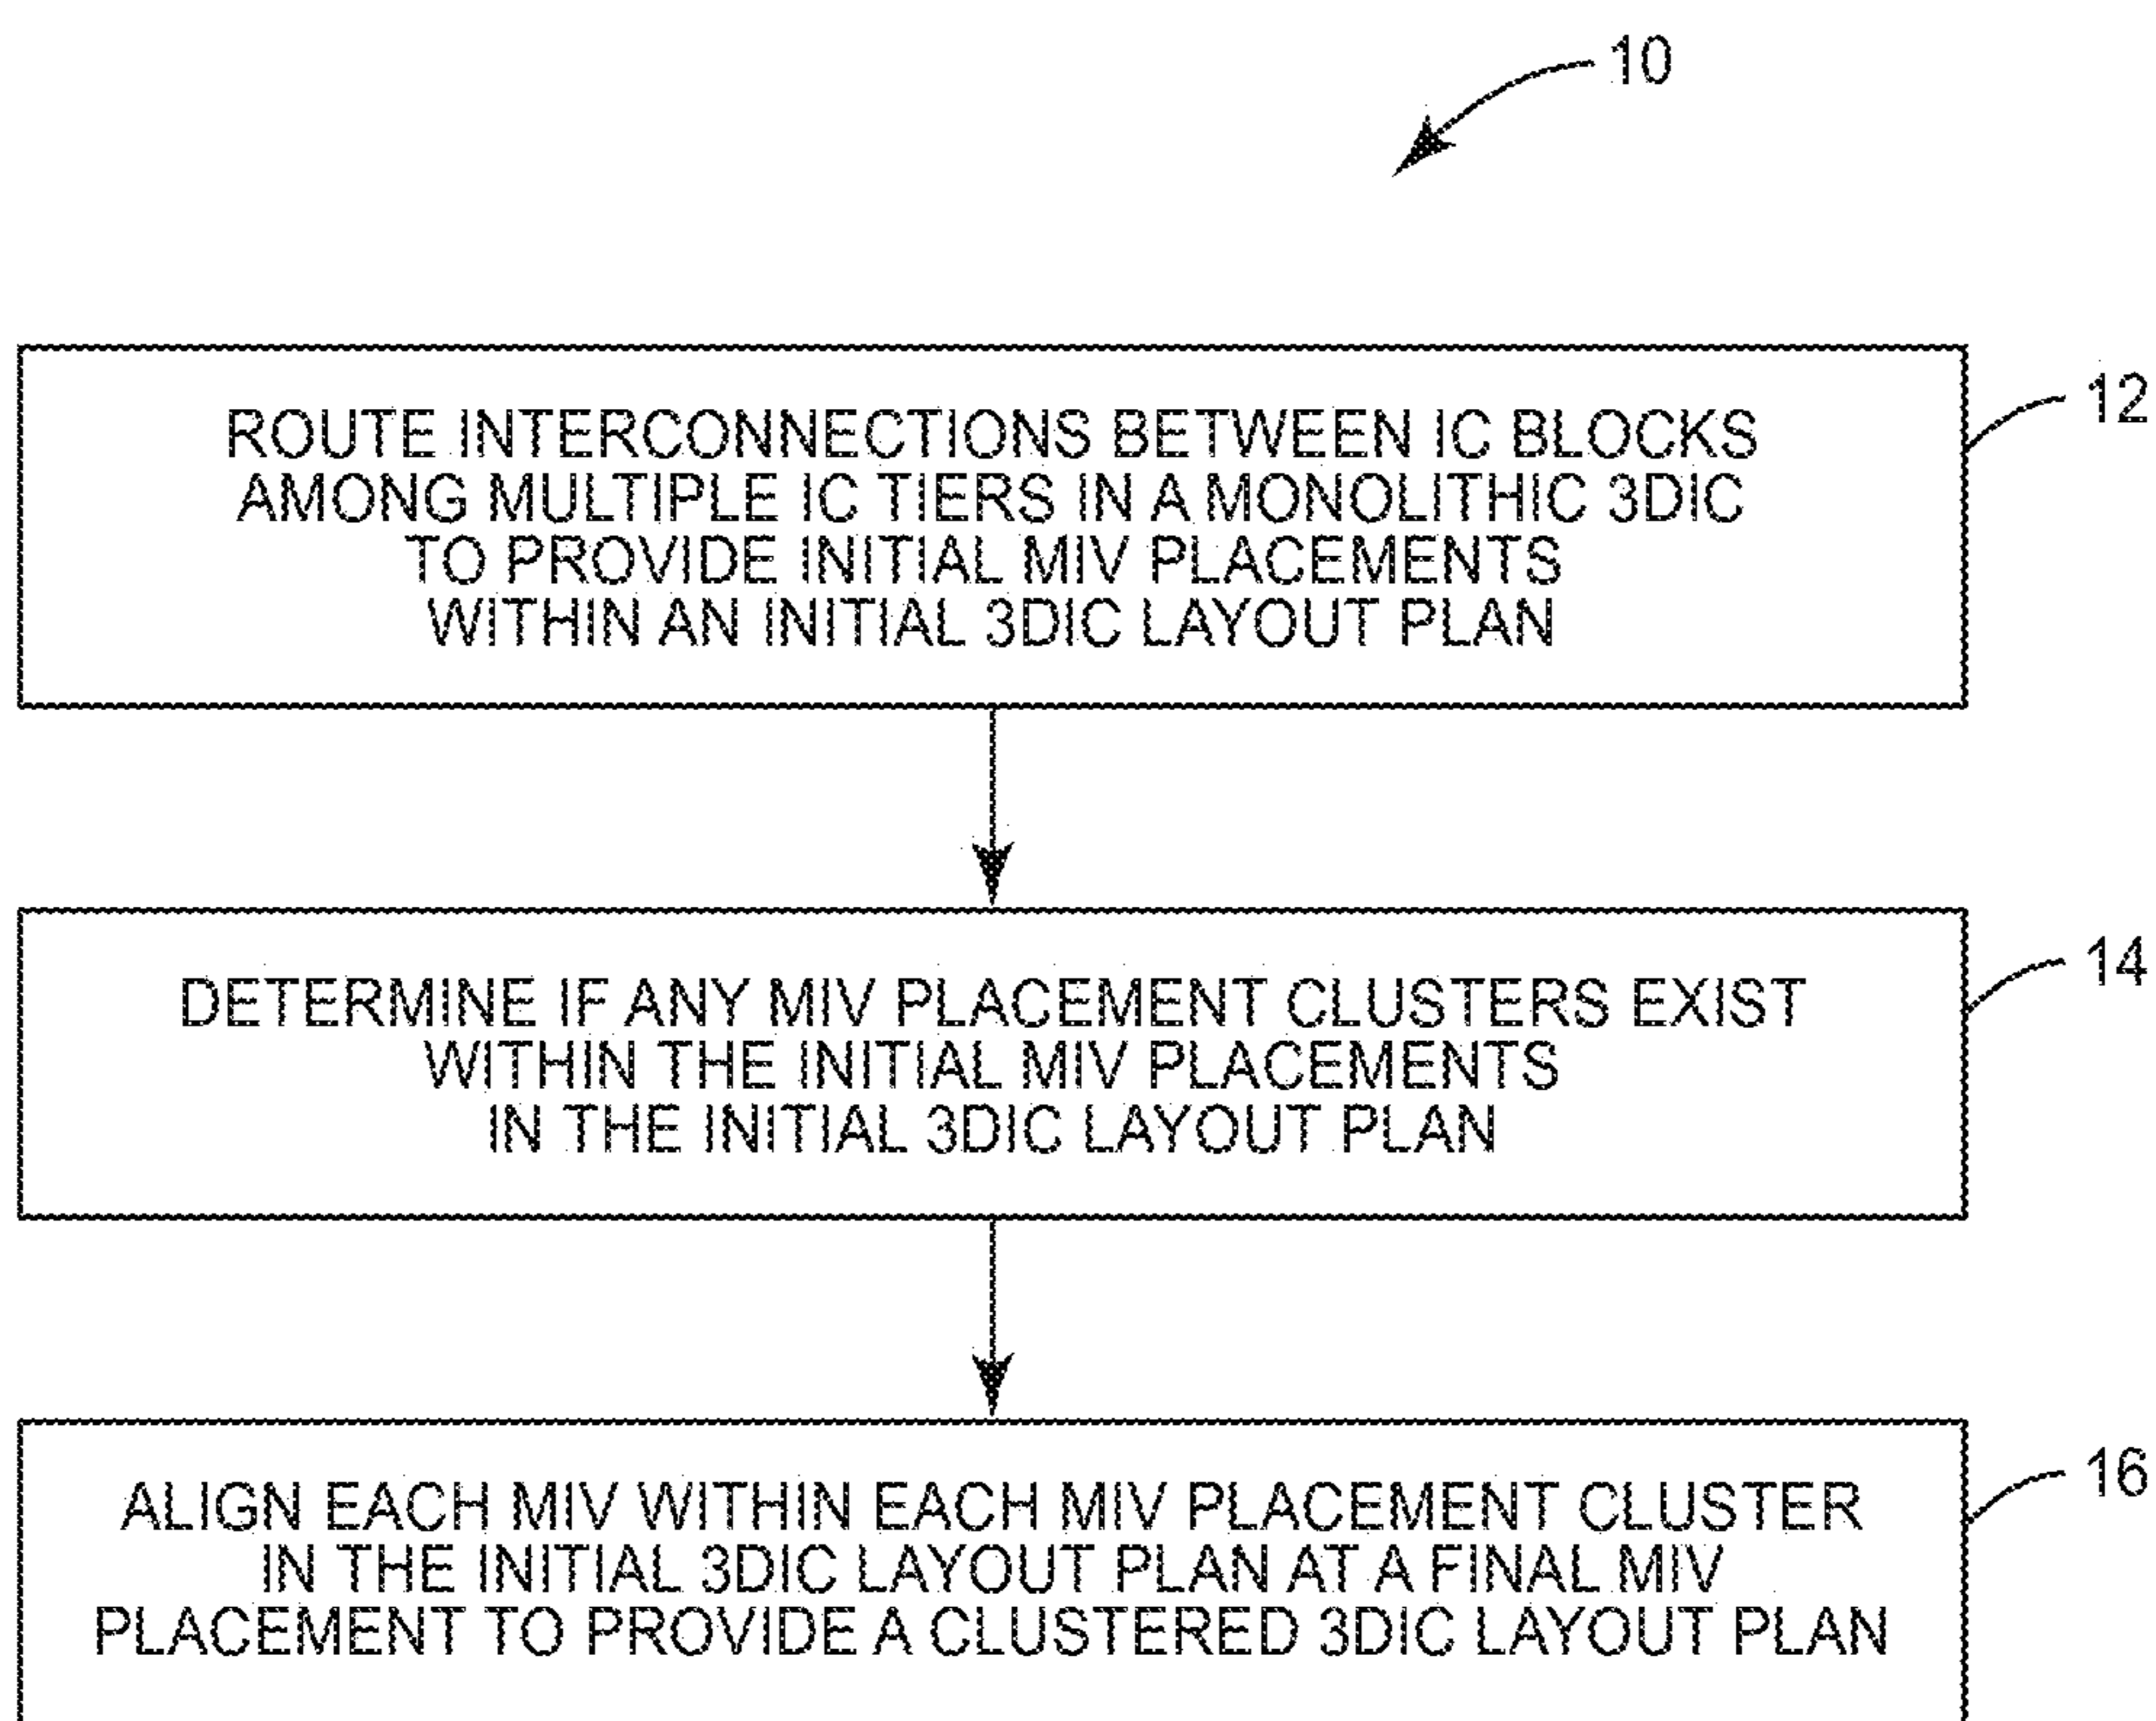 10
ROUTE INTERCONNECTIONS BETWEEN IC BLOCKS
AMONG MULTIPLE IC TIERS IN A MONOLITHIC 3DIC
TO PROVIDE INITIAL MIV PLACEMENTS
WITHIN AN INITIAL 3DIC LAYOUT PLAN
12
DETERMINE IF ANY MIV PLACEMENT CLUSTERS EXIST
WITHIN THE INITIAL MIV PLACEMENTS
IN THE INITIAL 3DIC LAYOUT PLAN
14
ALIGN EACH MIV WITHIN EACH MIV PLACEMENT CLUSTER
IN THE INITIAL 3DIC LAYOUT PLAN AT A FINAL MIV
PLACEMENT TO PROVIDE A CLUSTERED 3DIC LAYOUT PLAN
16